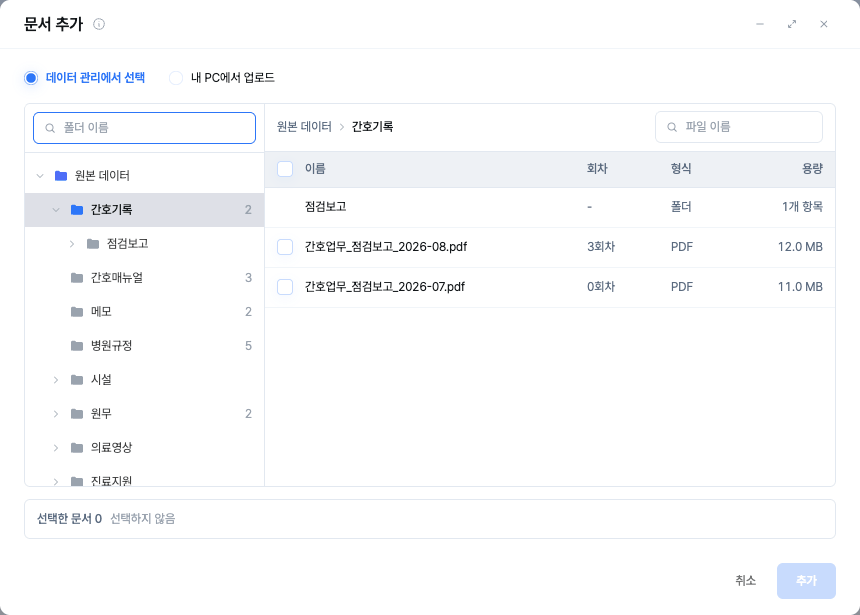 문서 추가
데이터 관리에서 선택
내 PC에서 업로드
폴더 이름
원본 데이터
간호기록 2
점검보고
간호매뉴얼 3
메모 2
병원규정 5
시설
원무 2
의료영상
진료지원
원본 데이터 > 간호기록
파일 이름
이름 회차 형식 용량
점검보고 - 폴더 1개 항목
간호업무_점검보고_2026-08.pdf 3회차 PDF 12.0 MB
간호업무_점검보고_2026-07.pdf 0회차 PDF 11.0 MB
선택한 문서 0 선택하지 않음
취소 추가